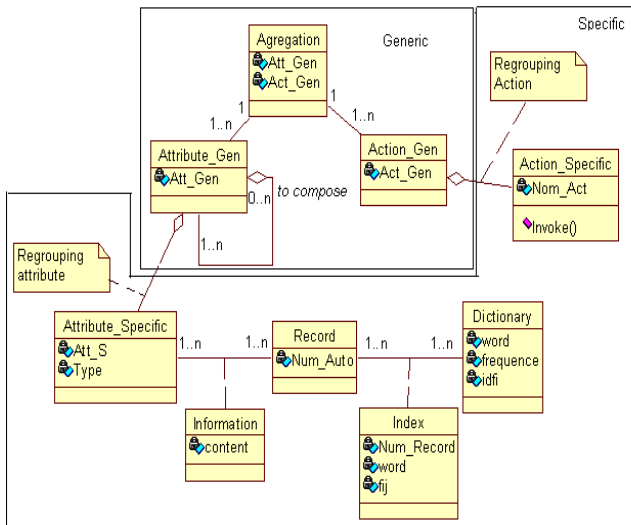 Specific
Generic
Agregation
Att_Gen
Act_Gen
1
1
1..n
1..n
Regrouping
Action
Attribute_Gen
Att_Gen
0..n
to compose
1..n
Action_Gen
Act_Gen
Action_Specific
Nom_Act
Invoke()
Regrouping
attribute
Attribute_Specific
Att_S
Type
1..n
1..n
Record
Num_Auto
1..n
1..n
Dictionary
word
frequence
idfi
Information
content
Index
Num_Record
word
fij